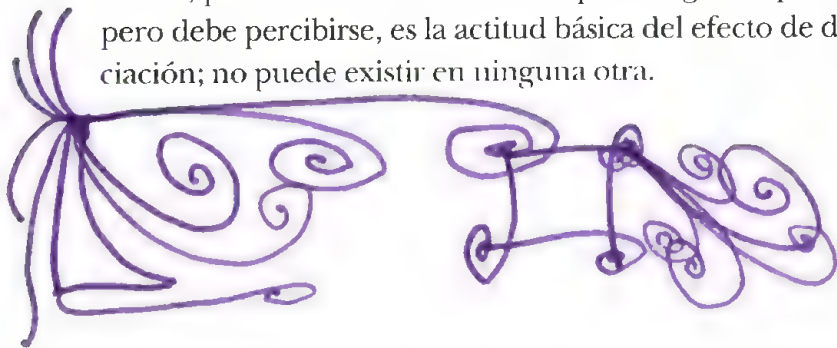 pero debe percibirse, es la actitud básica del efecto de d
ciación; no puede existir en ninguna otra.